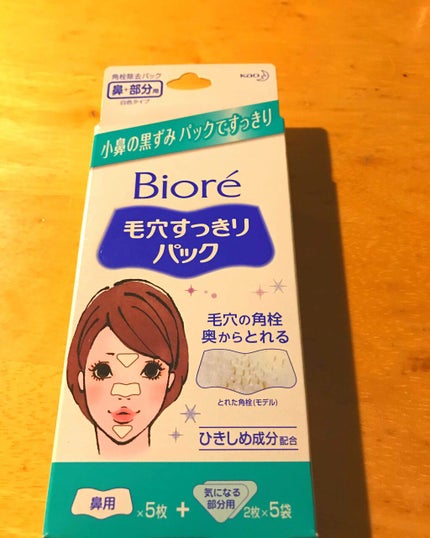 角栓除去パック
kao
鼻・部分用
白色タイプ
小鼻の黒ずみパックですっきり
Bioré
毛穴すっきり
パック
毛穴の角栓
奥からとれる
とれた角栓(モデル)
ひきしめ成分配合
鼻用 ×5枚 + 気になる部分用 2枚×5袋